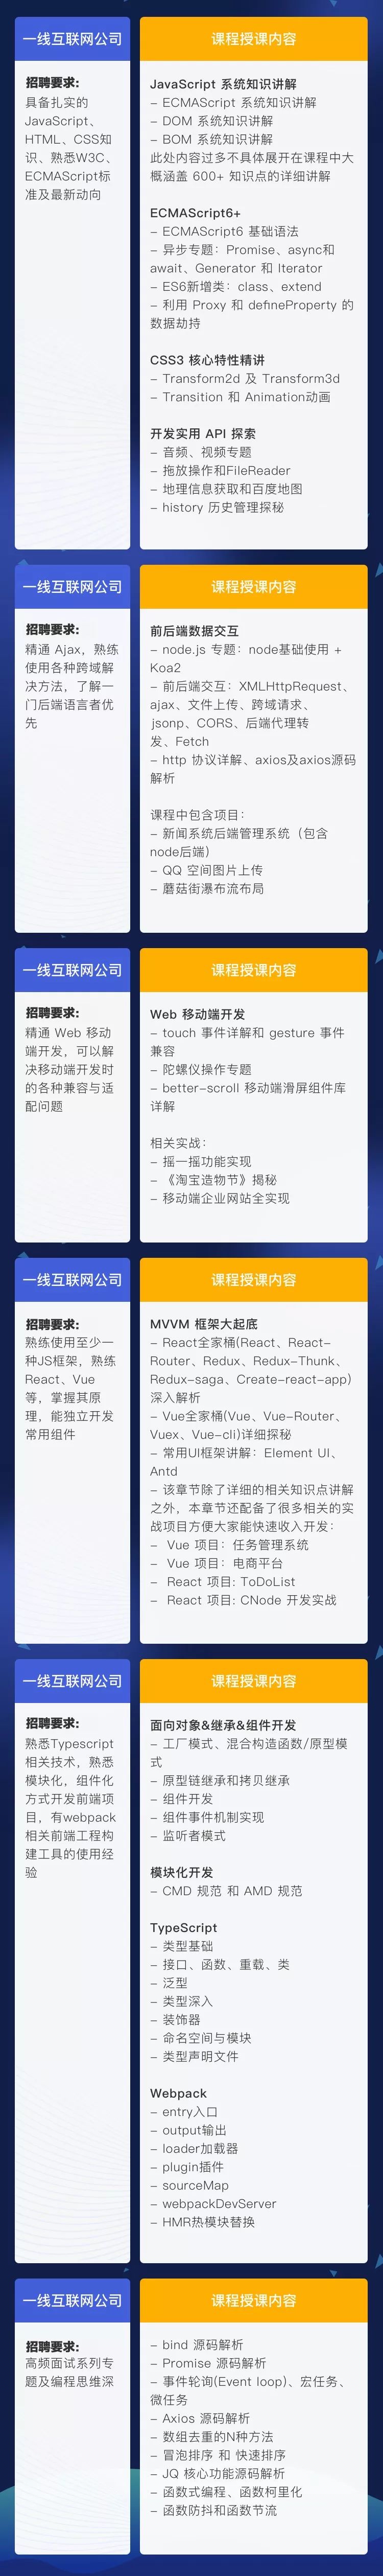 一线互联网公司
招聘要求:
具备扎实的
JavaScript、
HTML、CSS知
识、熟悉W3C、
ECMAScript标
准及最新动向
课程授课内容
JavaScript 系统知识讲解
- ECMAScript 系统知识讲解
- DOM 系统知识讲解
- BOM 系统知识讲解
此处内容过多不具体展开在课程中大
概涵盖 600+ 知识点的详细讲解
ECMAScript6+
- ECMAScript6 基础语法
- 异步专题：Promise、async和
await、Generator 和 Iterator
- ES6新增类：class、extend
- 利用 Proxy 和 defineProperty 的
数据劫持
CSS3 核心特性精讲
- Transform2d 及 Transform3d
- Transition 和 Animation动画
开发实用 API 探索
- 音频、视频专题
- 拖放操作和FileReader
- 地理信息获取和百度地图
- history 历史管理探秘
一线互联网公司
招聘要求:
精通 Ajax，熟练
使用各种跨域解
决方法，了解一
门后端语言者优
先
课程授课内容
前后端数据交互
- node.js 专题：node基础使用 +
Koa2
- 前后端交互：XMLHttpRequest、
ajax、文件上传、跨域请求、
jsonp、CORS、后端代理转
发、Fetch
- http 协议详解、axios及axios源码
解析
课程中包含项目：
- 新闻系统后端管理系统（包含
node后端）
- QQ 空间图片上传
- 蘑菇街瀑布流布局
一线互联网公司
招聘要求:
精通 Web 移动
端开发，可以解
决移动端开发时
的各种兼容与适
配问题
课程授课内容
Web 移动端开发
- touch 事件详解和 gesture 事件
兼容
- 陀螺仪操作专题
- better-scroll 移动端滑屏组件库
详解
相关实战：
- 摇一摇功能实现
- 《淘宝造物节》揭秘
- 移动端企业网站全实现
一线互联网公司
招聘要求:
熟练使用至少一
种JS框架，熟练
React、Vue
等，掌握其原
理，能独立开发
常用组件
课程授课内容
MVVM 框架大起底
- React全家桶(React、React-
Router、Redux、Redux-Thunk、
Redux-saga、Create-react-app)
深入解析
- Vue全家桶(Vue、Vue-Router、
Vuex、Vue-cli)详细探秘
- 常用UI框架讲解：Element UI、
Antd
- 该章节除了详细的相关知识点讲解
之外，本章节还配备了很多相关的实
战项目方便大家能快速收入开发：
- Vue 项目：任务管理系统
- Vue 项目：电商平台
- React 项目: ToDoList
- React 项目: CNode 开发实战
一线互联网公司
招聘要求:
熟悉Typescript
相关技术，熟悉
模块化，组件化
方式开发前端项
目，有webpack
相关前端工程构
建工具的使用经
验
课程授课内容
面向对象&继承&组件开发
- 工厂模式、混合构造函数/原型模
式
- 原型链继承和拷贝继承
- 组件开发
- 组件事件机制实现
- 监听者模式
模块化开发
- CMD 规范 和 AMD 规范
TypeScript
- 类型基础
- 接口、函数、重载、类
- 泛型
- 类型深入
- 装饰器
- 命名空间与模块
- 类型声明文件
Webpack
- entry入口
- output输出
- loader加载器
- plugin插件
- sourceMap
- webpackDevServer
- HMR热模块替换
一线互联网公司
招聘要求:
高频面试系列专
题及编程思维深
课程授课内容
- bind 源码解析
- Promise 源码解析
- 事件轮询(Event loop)、宏任务、
微任务
- Axios 源码解析
- 数组去重的N种方法
- 冒泡排序 和 快速排序
- JQ 核心功能源码解析
- 函数式编程、函数柯里化
- 函数防抖和函数节流